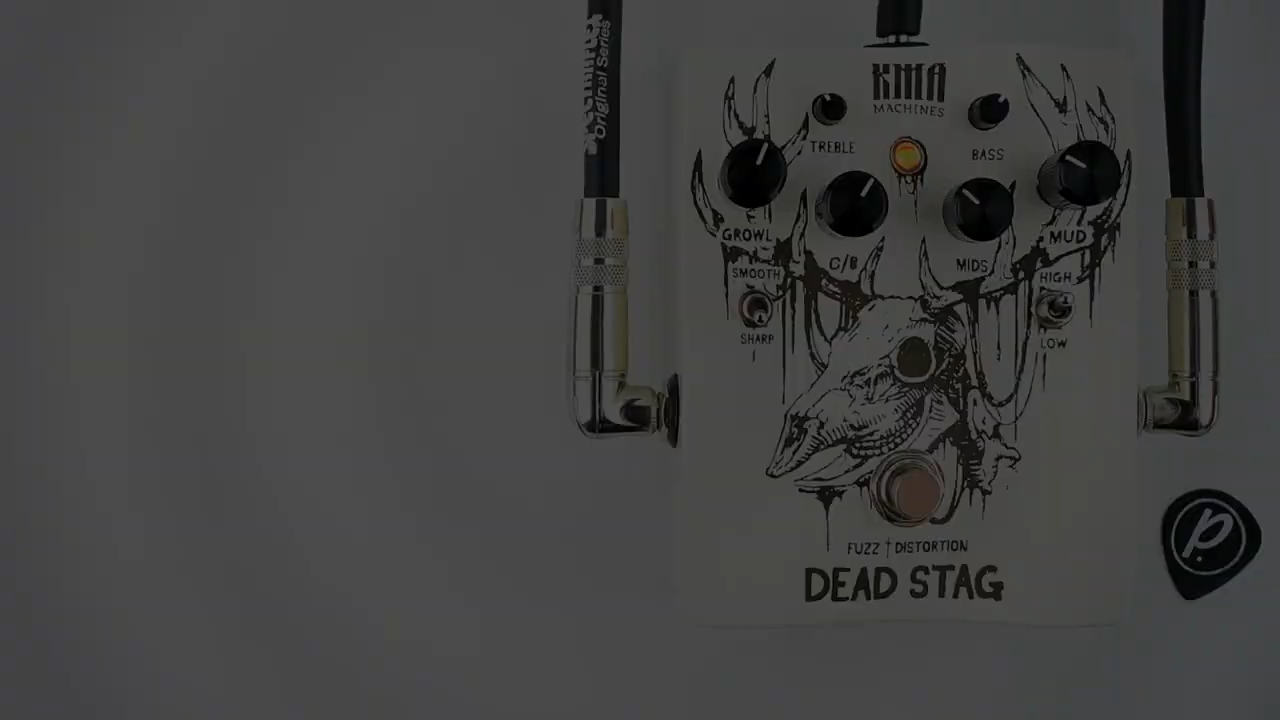 Original Series
KMA
MACHINES
TREBLE
BASS
GROWL
C/B
MIDS
MUD
SMOOTH
HIGH
SHARP
LOW
FUZZ † DISTORTION
DEAD STAG
p.